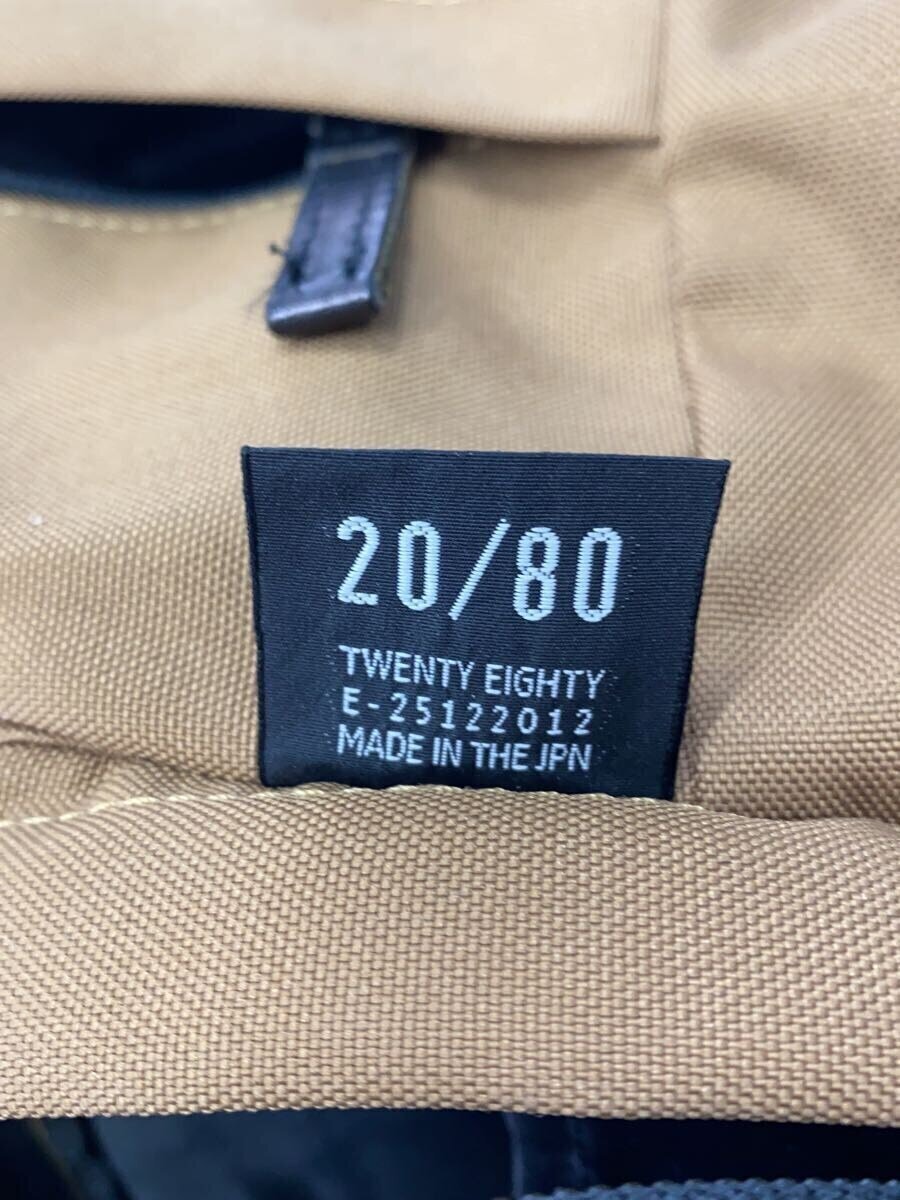 20/80
TWENTY EIGHTY
E-25122012
MADE IN THE JPN